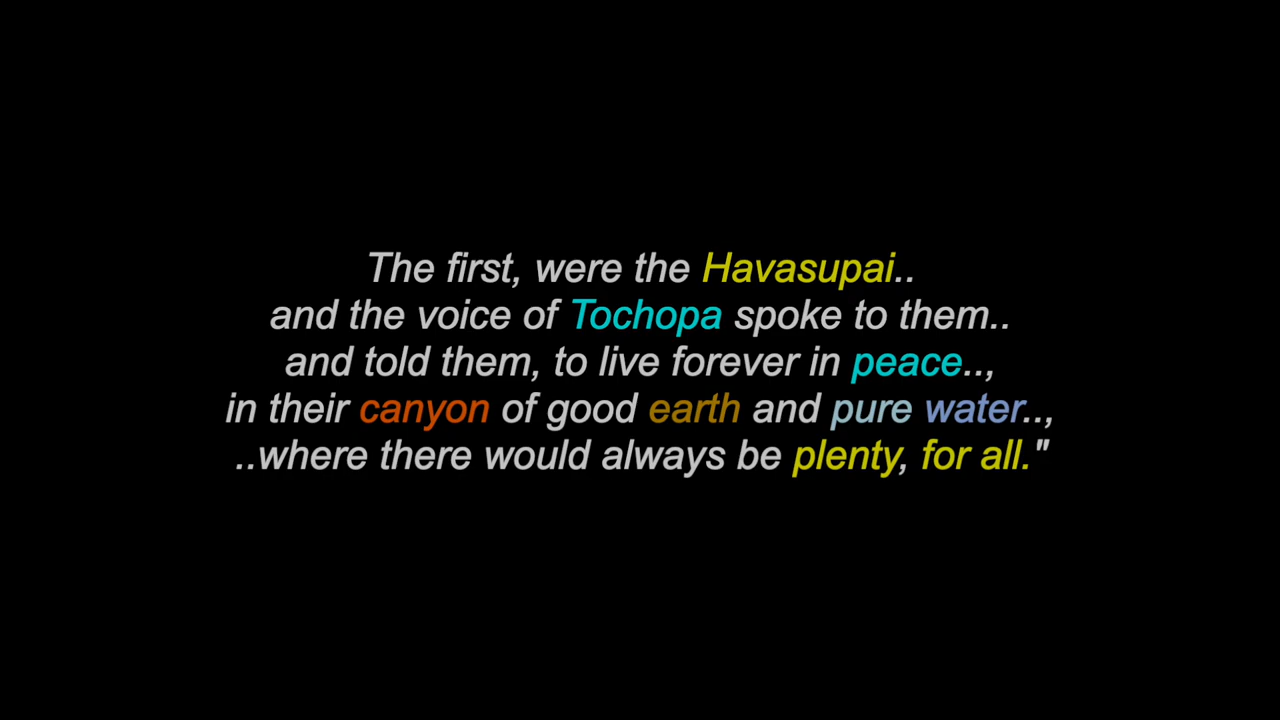 The first, were the Havasupai..
and the voice of Tochopa spoke to them..
and told them, to live forever in peace..,
in their canyon of good earth and pure water..,
..where there would always be plenty, for all."